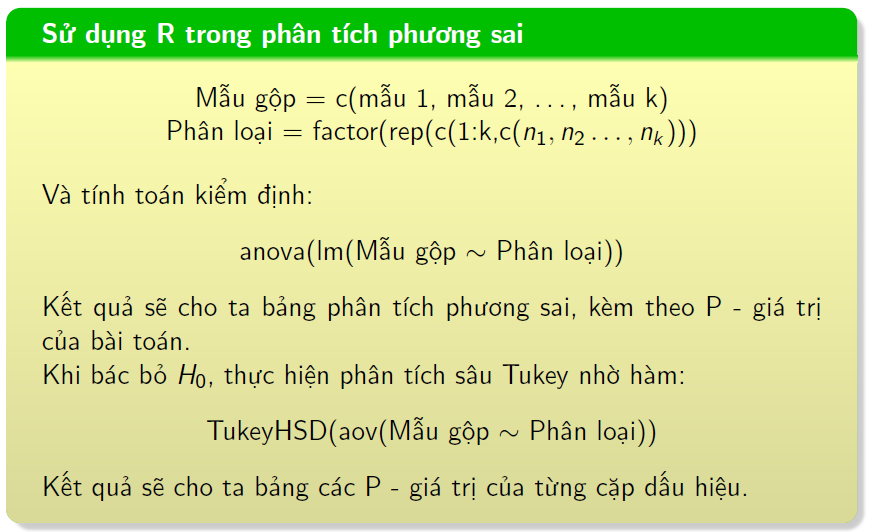 Sử dụng R trong phân tích phương sai
Mẫu gộp = c(mẫu 1, mẫu 2, . . . , mẫu k)
Phân loại = factor(rep(c(1:k,c(n₁, n₂ . . . , nₖ)))
Và tính toán kiểm định:
anova(lm(Mẫu gộp ∼ Phân loại))
Kết quả sẽ cho ta bảng phân tích phương sai, kèm theo P - giá trị
của bài toán.
Khi bác bỏ H₀, thực hiện phân tích sâu Tukey nhờ hàm:
TukeyHSD(aov(Mẫu gộp ∼ Phân loại))
Kết quả sẽ cho ta bảng các P - giá trị của từng cặp dấu hiệu.